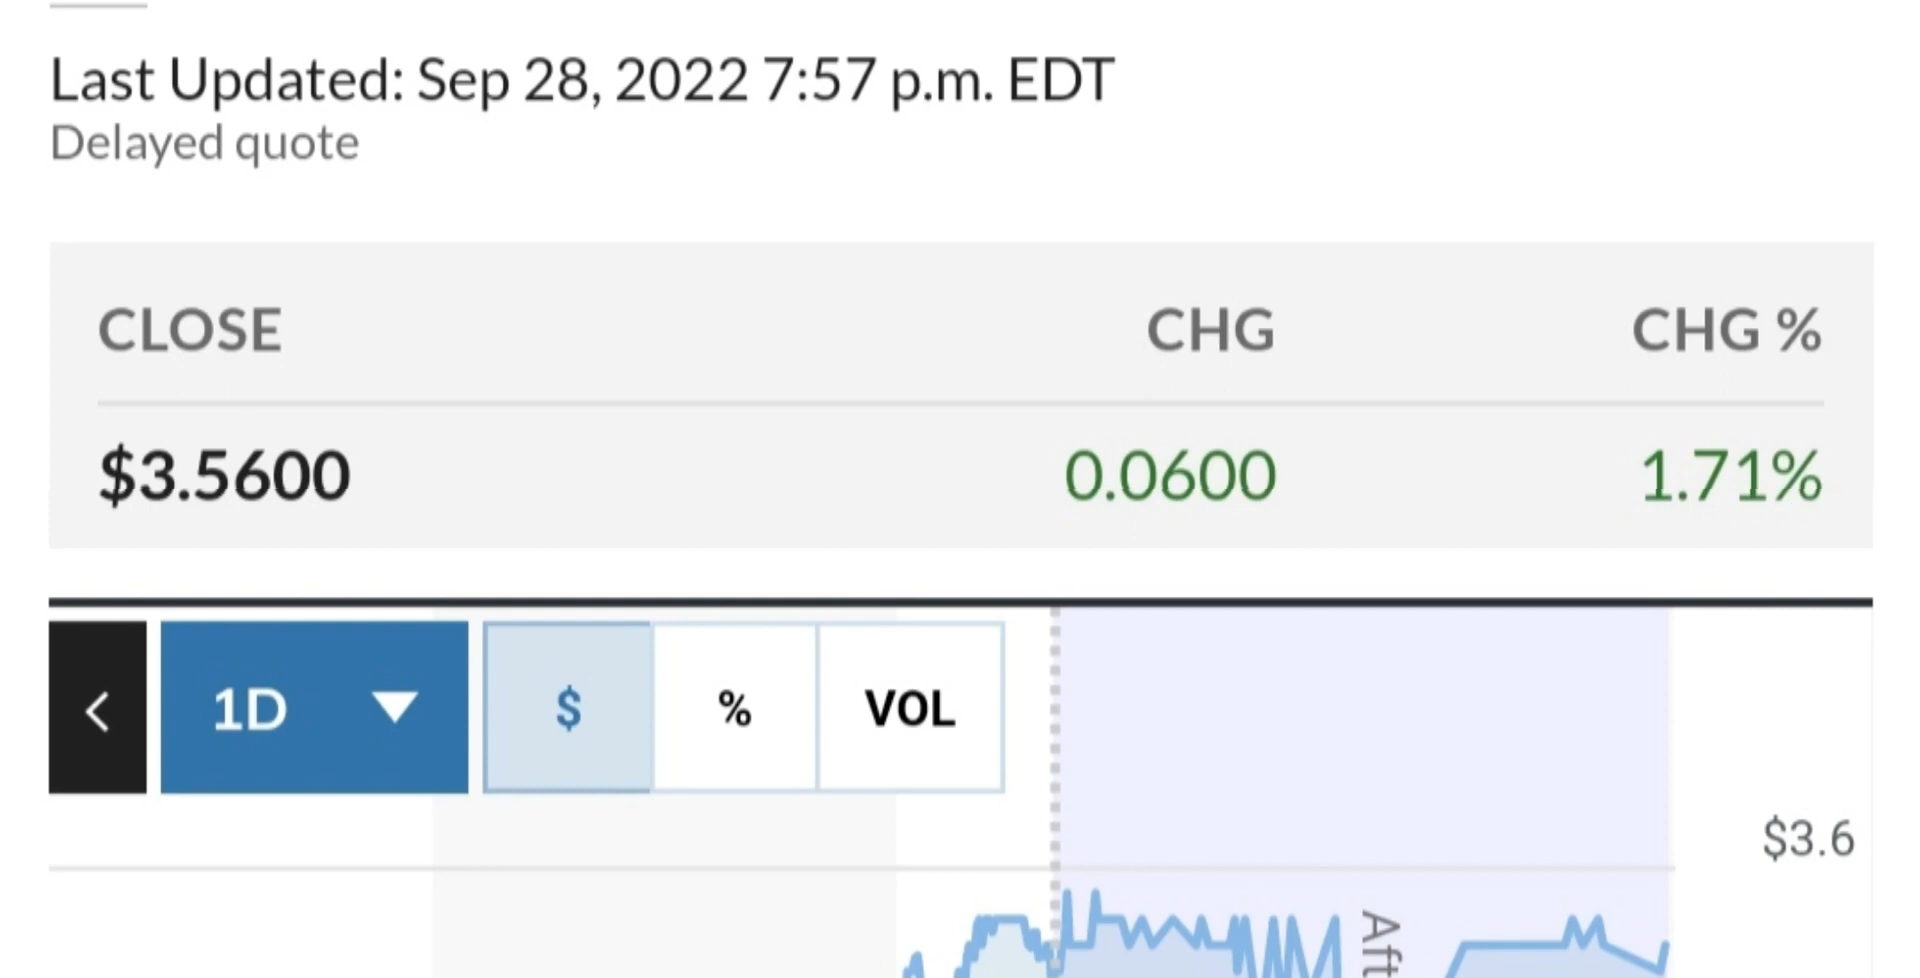 Last Updated: Sep 28, 2022 7:57 p.m. EDT
Delayed quote
CLOSE CHG CHG %
$3.5600 0.0600 1.71%
1D $ % VOL
$3.6
Aft